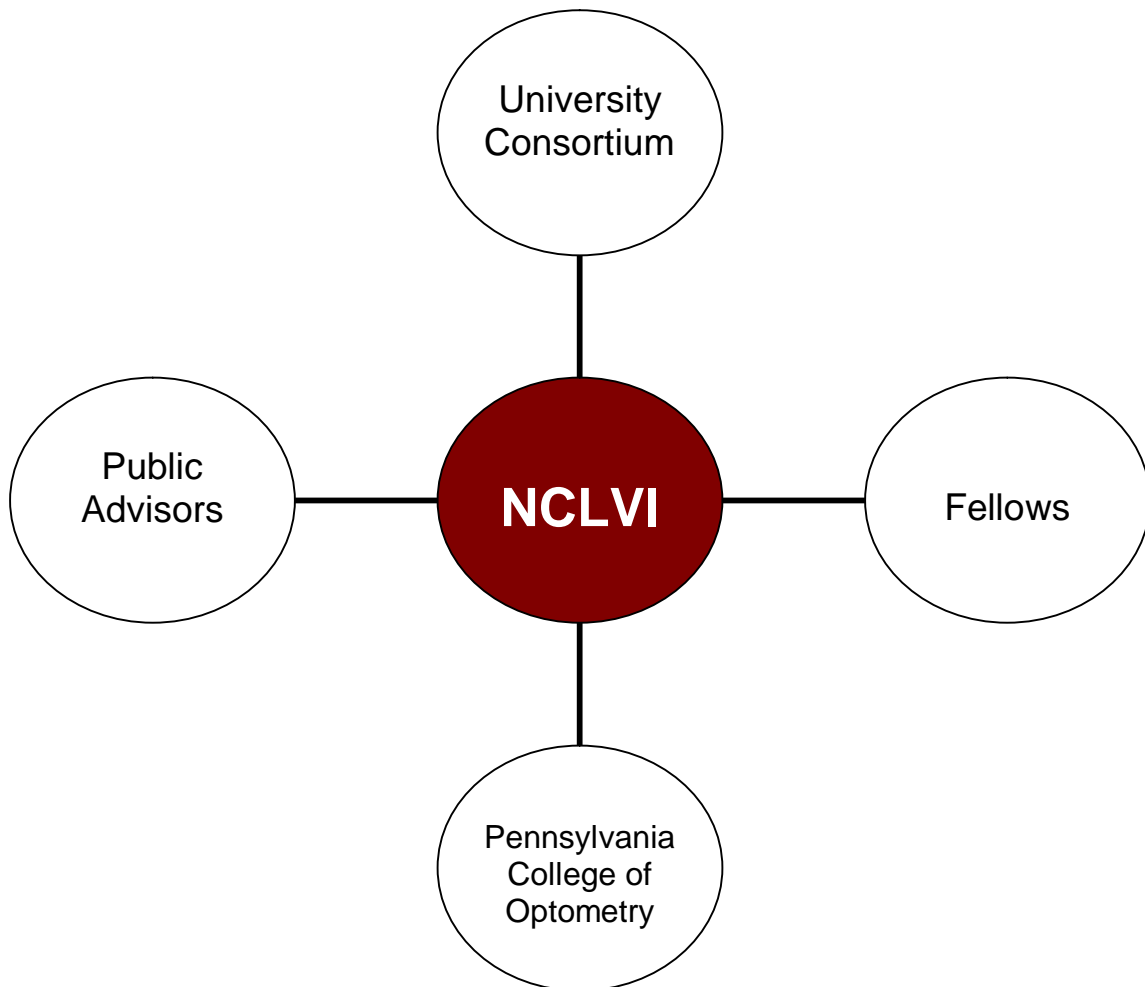 University
Consortium
Public
Advisors
NCLVI
Fellows
Pennsylvania
College of
Optometry